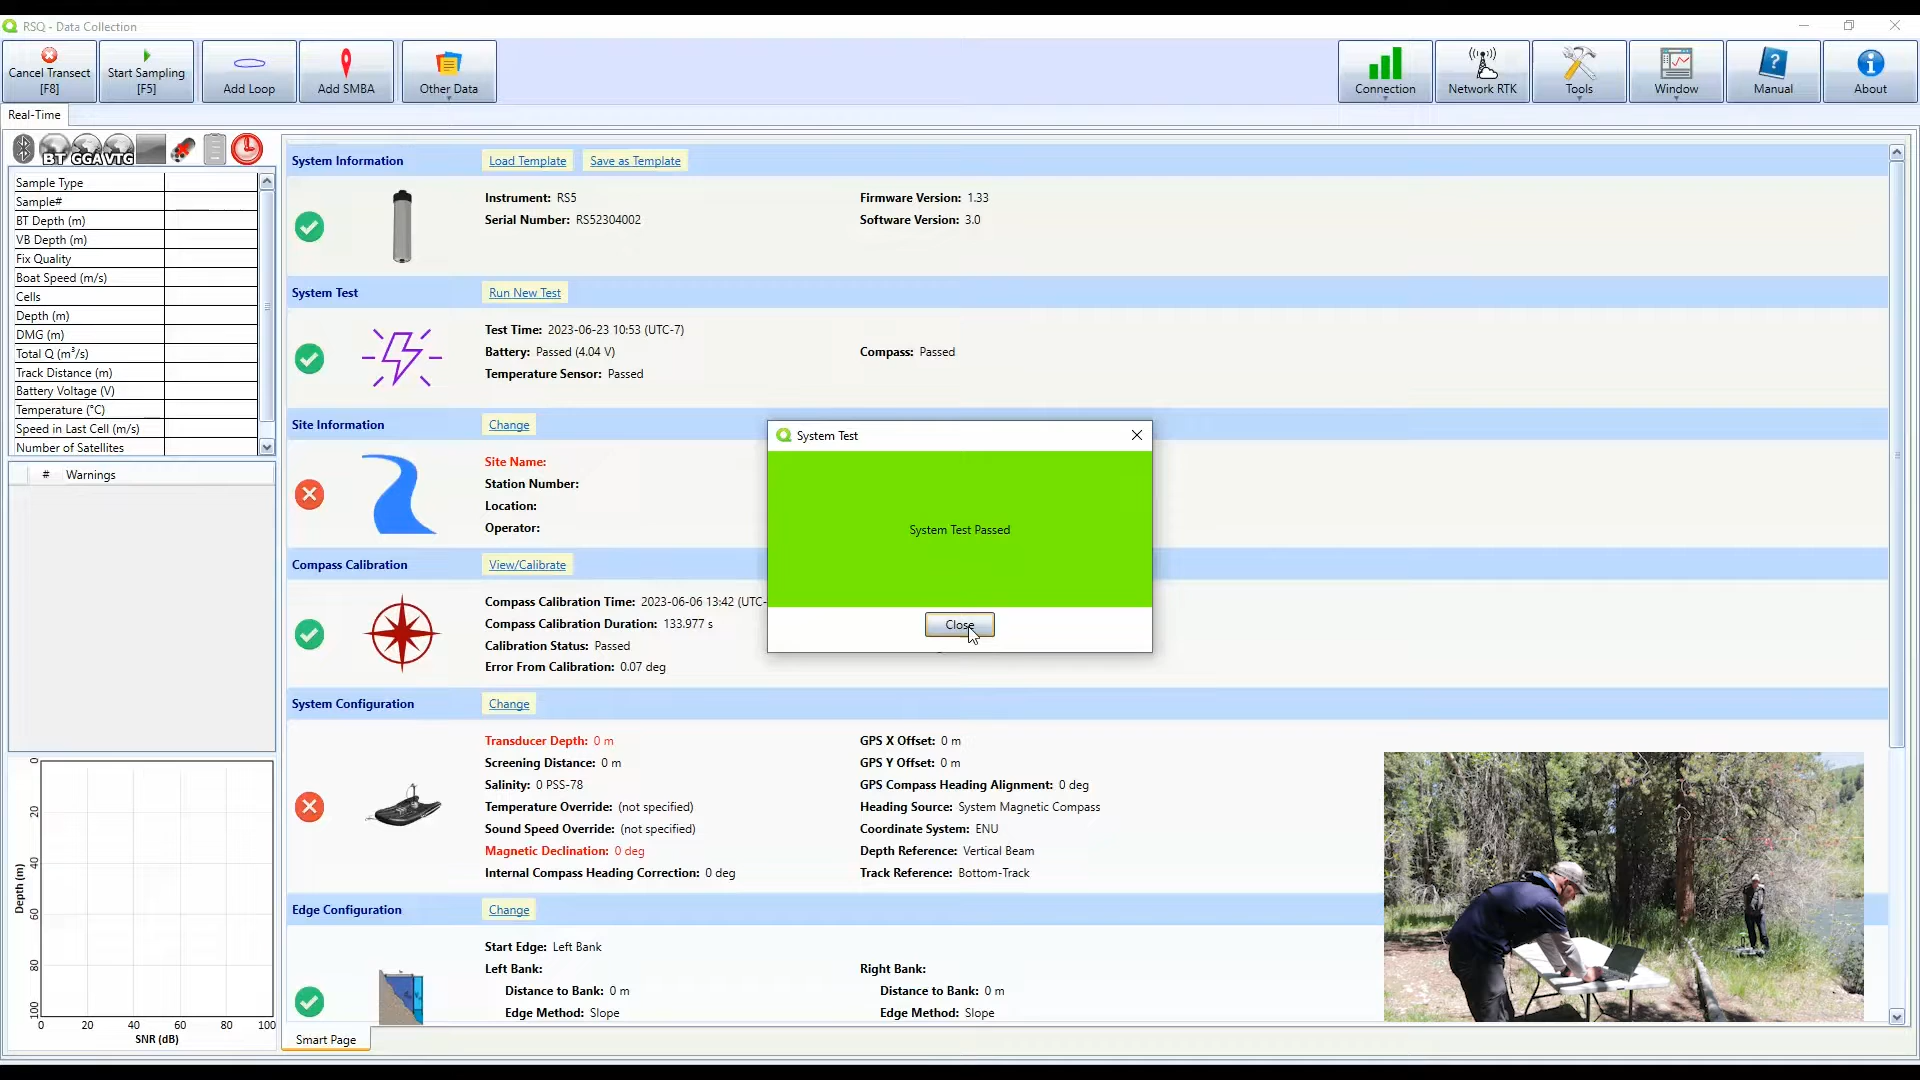 RSQ - Data Collection
Cancel Transect
[F8]
Start Sampling
[F5]
Add Loop
Add SMBA
Other Data
Connection
Network RTK
Tools
Window
Manual
About
Real-Time
BT GGA VTG
Sample Type
Sample#
BT Depth (m)
VB Depth (m)
Fix Quality
Boat Speed (m/s)
Cells
Depth (m)
DMG (m)
Total Q (m³/s)
Track Distance (m)
Battery Voltage (V)
Temperature (°C)
Speed in Last Cell (m/s)
Number of Satellites
# Warnings
0
20
40
60
80
100
Depth (m)
0 20 40 60 80 100
SNR (dB)
System Information Load Template Save as Template
Instrument: RS5 Firmware Version: 1.33
Serial Number: RS52304002 Software Version: 3.0
System Test Run New Test
Test Time: 2023-06-23 10:53 (UTC-7)
Battery: Passed (4.04 V) Compass: Passed
Temperature Sensor: Passed
Site Information Change
Site Name:
Station Number:
Location:
Operator:
Compass Calibration View/Calibrate
Compass Calibration Time: 2023-06-06 13:42 (UTC-
Compass Calibration Duration: 133.977 s
Calibration Status: Passed
Error From Calibration: 0.07 deg
System Test
System Test Passed
Close
System Configuration Change
Transducer Depth: 0 m GPS X Offset: 0 m
Screening Distance: 0 m GPS Y Offset: 0 m
Salinity: 0 PSS-78 GPS Compass Heading Alignment: 0 deg
Temperature Override: (not specified) Heading Source: System Magnetic Compass
Sound Speed Override: (not specified) Coordinate System: ENU
Magnetic Declination: 0 deg Depth Reference: Vertical Beam
Internal Compass Heading Correction: 0 deg Track Reference: Bottom-Track
Edge Configuration Change
Start Edge: Left Bank
Left Bank: Right Bank:
Distance to Bank: 0 m Distance to Bank: 0 m
Edge Method: Slope Edge Method: Slope
Smart Page